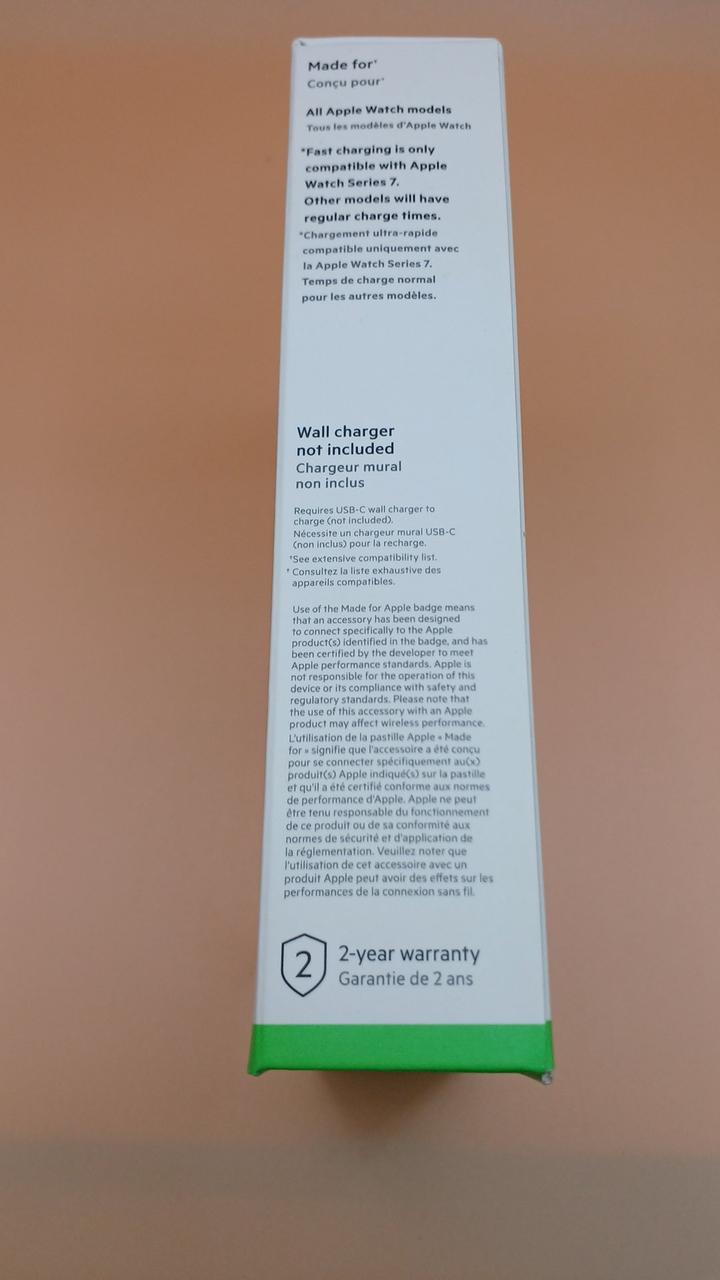 Made for†
Conçu pour†
All Apple Watch models
Tous les modèles d'Apple Watch
*Fast charging is only
compatible with Apple
Watch Series 7.
Other models will have
regular charge times.
*Chargement ultra-rapide
compatible uniquement avec
la Apple Watch Series 7.
Temps de charge normal
pour les autres modèles.
Wall charger
not included
Chargeur mural
non inclus
Requires USB-C wall charger to
charge (not included).
Nécessite un chargeur mural USB-C
(non inclus) pour la recharge.
†See extensive compatibility list.
† Consultez la liste exhaustive des
appareils compatibles.
Use of the Made for Apple badge means
that an accessory has been designed
to connect specifically to the Apple
product(s) identified in the badge, and has
been certified by the developer to meet
Apple performance standards. Apple is
not responsible for the operation of this
device or its compliance with safety and
regulatory standards. Please note that
the use of this accessory with an Apple
product may affect wireless performance.
L'utilisation de la pastille Apple « Made
for » signifie que l'accessoire a été conçu
pour se connecter spécifiquement au(x)
produit(s) Apple indiqué(s) sur la pastille
et qu'il a été certifié conforme aux normes
de performance d'Apple. Apple ne peut
être tenu responsable du fonctionnement
de ce produit ou de sa conformité aux
normes de sécurité et d'application de
la réglementation. Veuillez noter que
l'utilisation de cet accessoire avec un
produit Apple peut avoir des effets sur les
performances de la connexion sans fil.
2
2-year warranty
Garantie de 2 ans